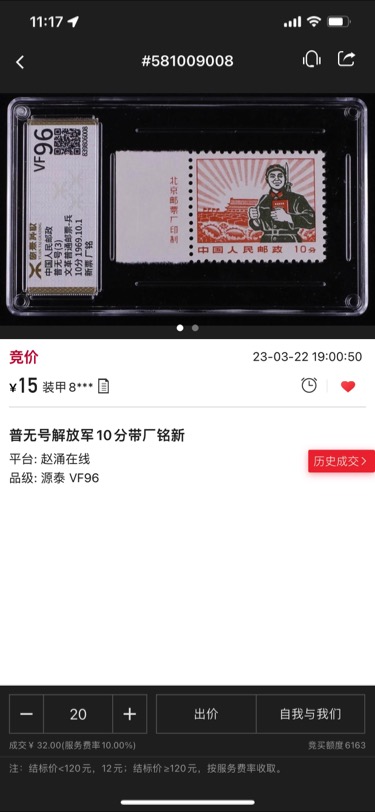 11:17
#581009008
VF96
839806008
源泰评级
中国人民邮政
普无号(3)
文革普通邮票-兵
10分 1969.10.1
新票 厂铭
北京邮票厂印制
中国人民邮政 10分
竞价
23-03-22 19:00:50
¥15 装甲8***
普无号解放军10分带厂铭新
平台: 赵涌在线
历史成交 >
品级: 源泰 VF96
− 20 + 出价 自我与我们
成交 ¥ 32.00(服务费率10.00%)
竞买额度6163
注: 结标价<120元, 12元; 结标价≥120元, 按服务费率收取。